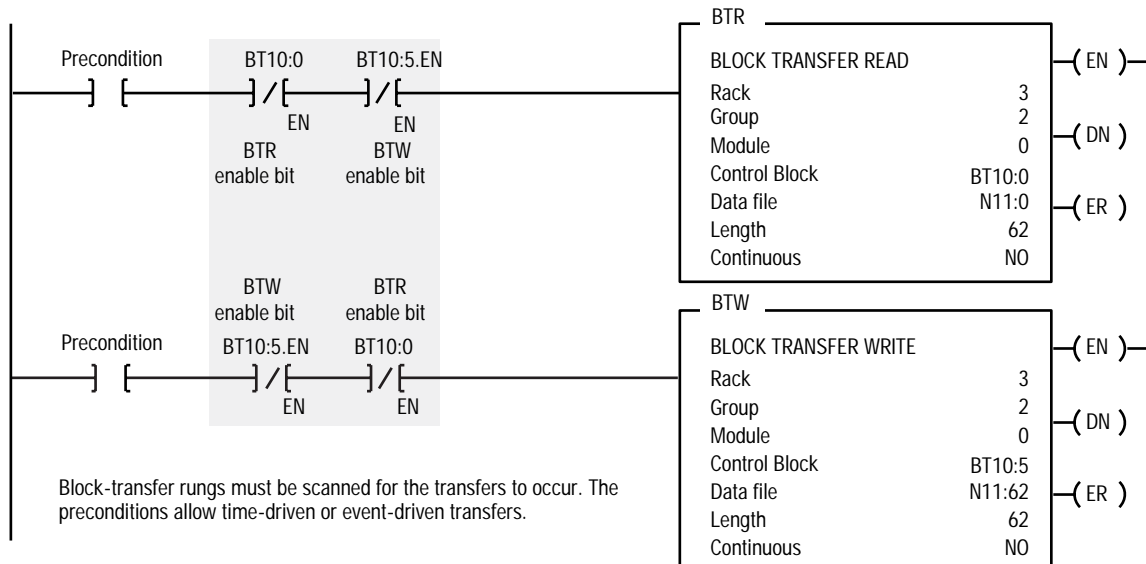 BTR
Precondition BT10:0 BT10:5.EN
EN EN
BTR BTW
enable bit enable bit
BLOCK TRANSFER READ
Rack 3
Group 2
Module 0
Control Block BT10:0
Data file N11:0
Length 62
Continuous NO
EN
DN
ER
BTW BTR
enable bit enable bit
Precondition BT10:5.EN BT10:0
EN EN
BTW
BLOCK TRANSFER WRITE
Rack 3
Group 2
Module 0
Control Block BT10:5
Data file N11:62
Length 62
Continuous NO
EN
DN
ER
Block-transfer rungs must be scanned for the transfers to occur. The
preconditions allow time-driven or event-driven transfers.